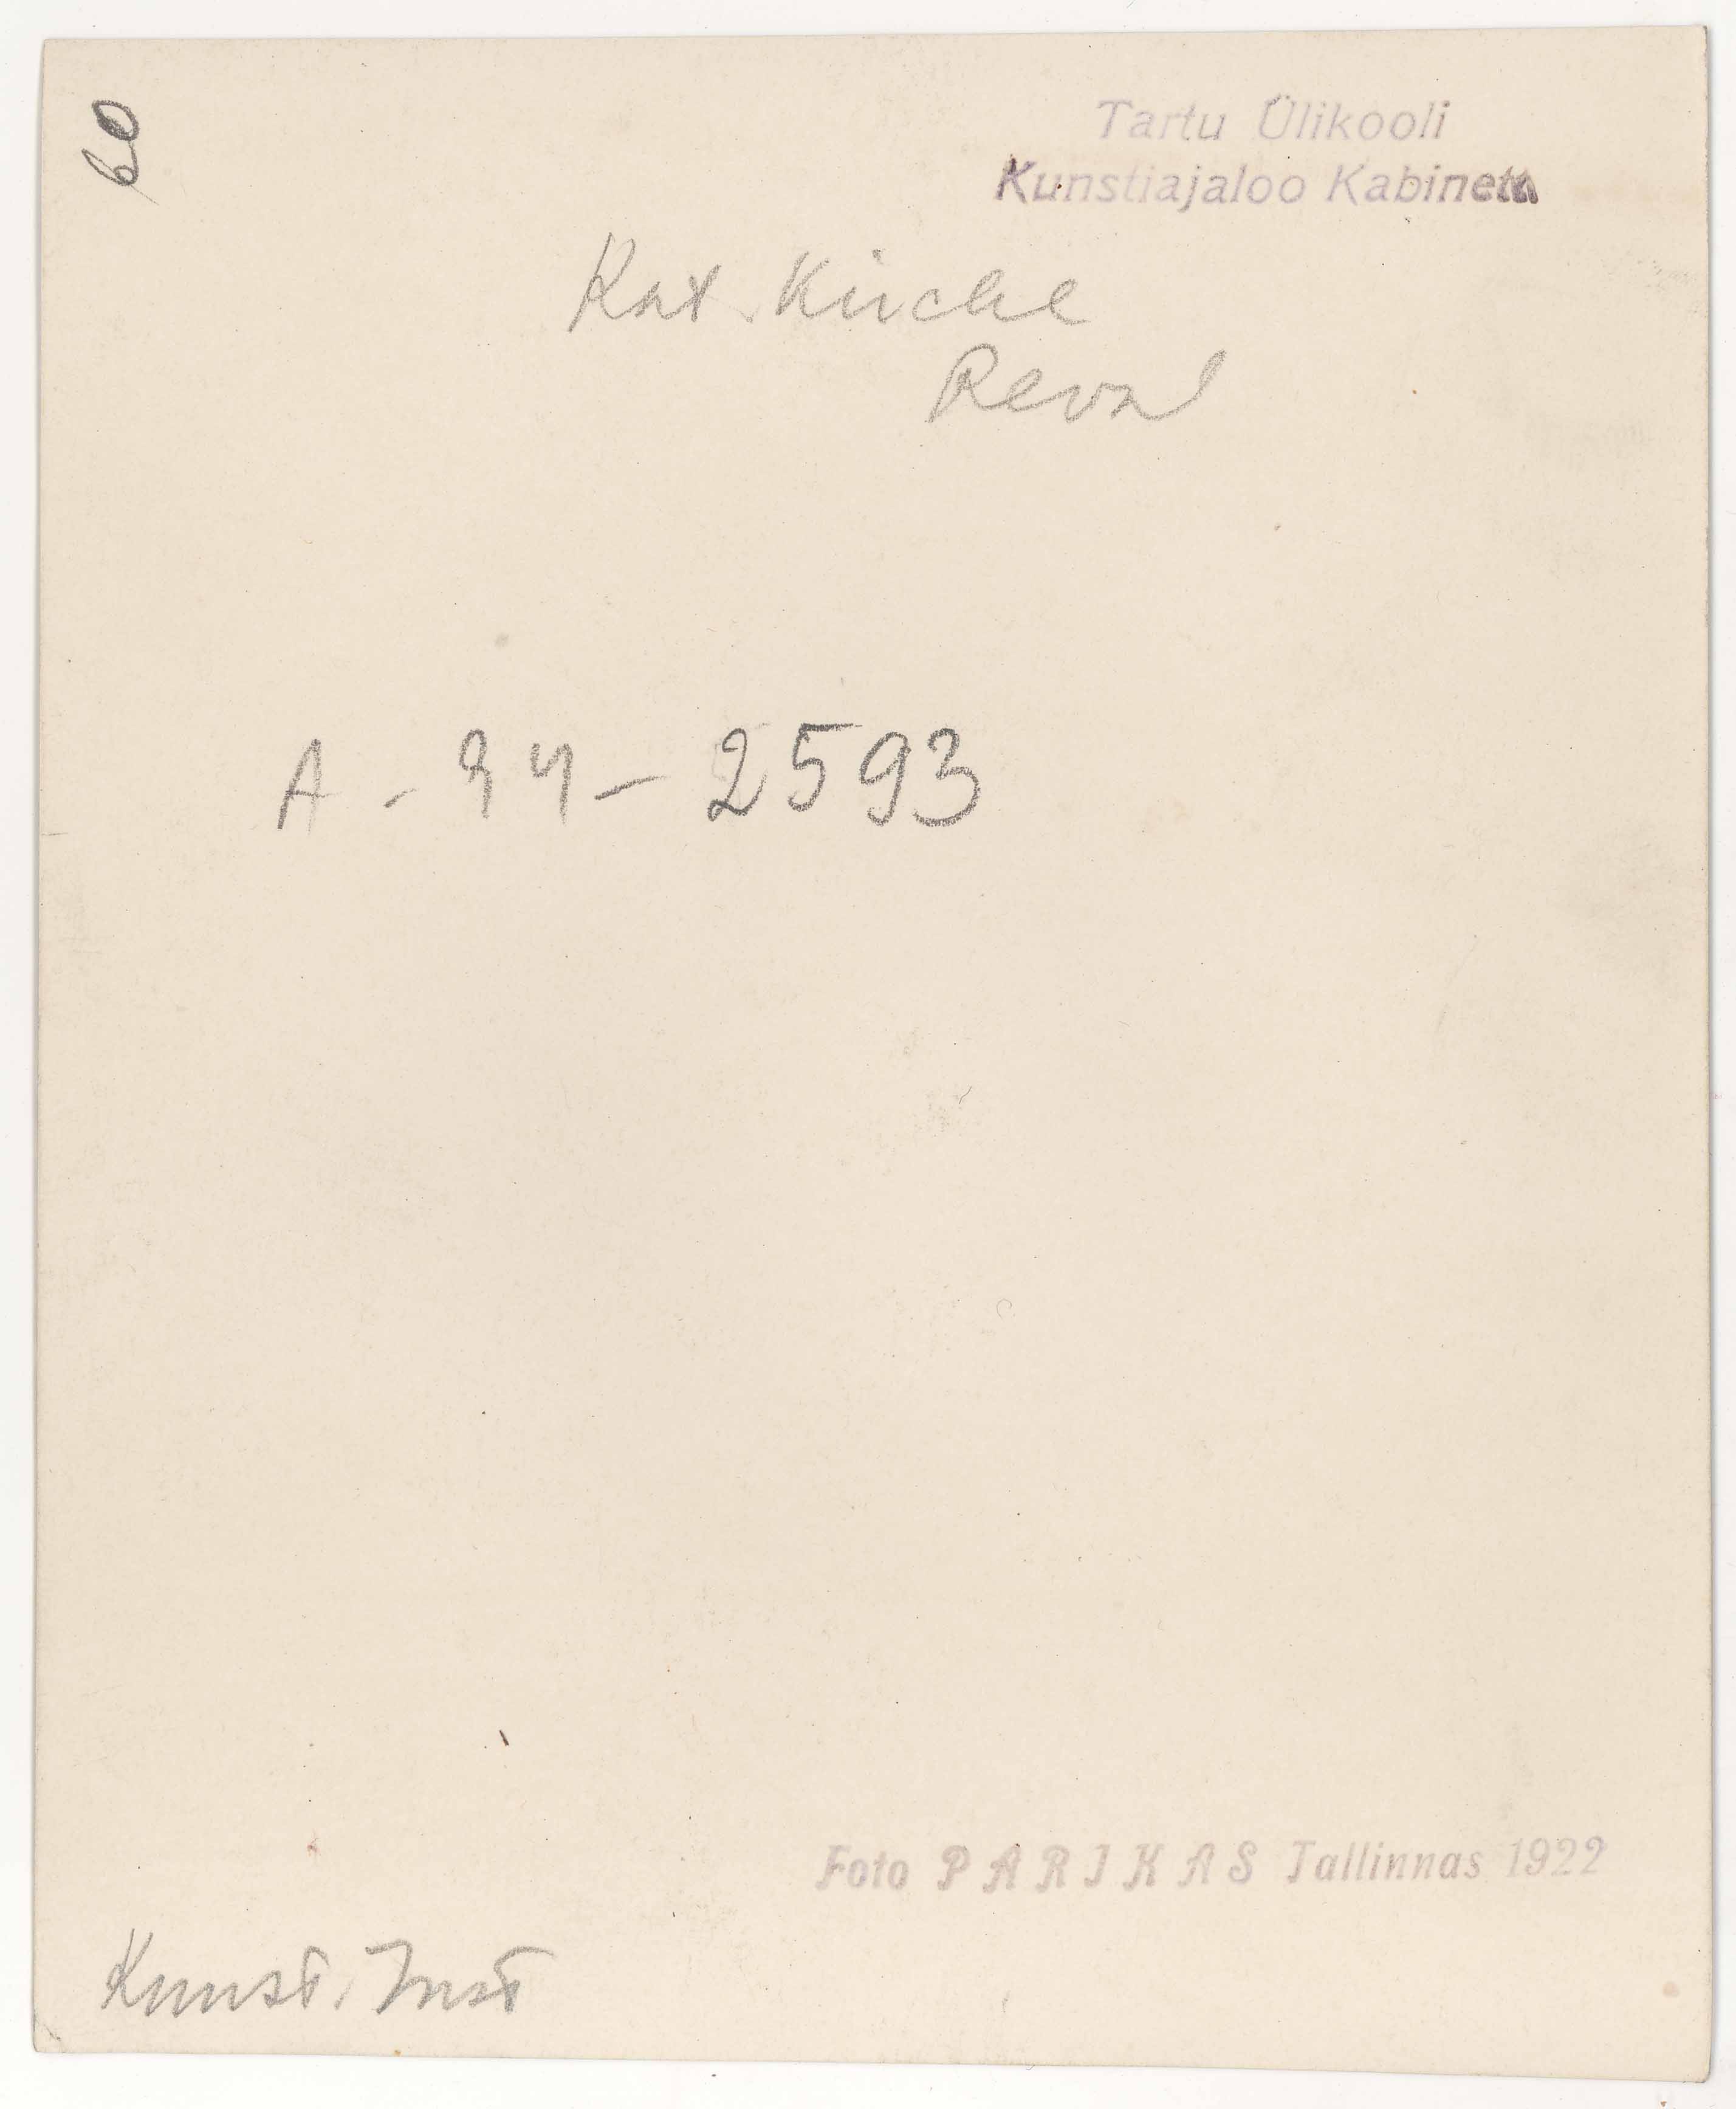 60
Tartu Ülikooli
Kunstiajaloo Kabinett
Kat. Kirche
Reval
A - 34 - 2593
Foto PARIKAS Tallinnas 1922
Kunst. Inst